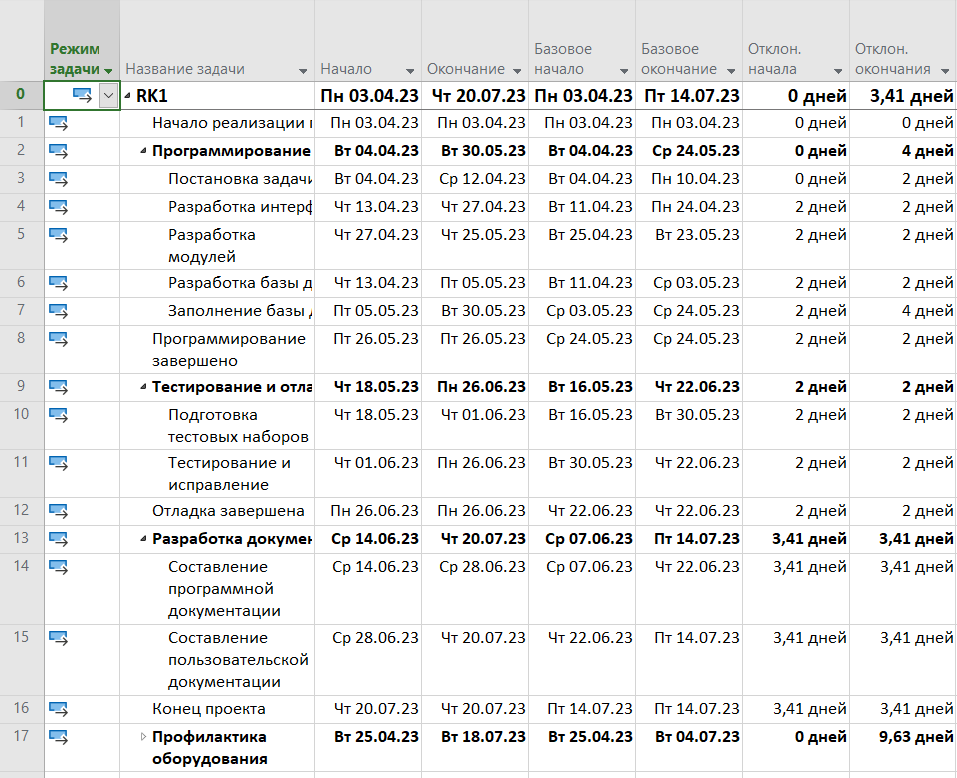 Режим задачи Название задачи Начало Окончание Базовое начало Базовое окончание Отклон. начала Отклон. окончания
0 RK1 Пн 03.04.23 Чт 20.07.23 Пн 03.04.23 Пт 14.07.23 0 дней 3,41 дней
1 Начало реализации Пн 03.04.23 Пн 03.04.23 Пн 03.04.23 Пн 03.04.23 0 дней 0 дней
2 Программирование Вт 04.04.23 Вт 30.05.23 Вт 04.04.23 Ср 24.05.23 0 дней 4 дней
3 Постановка задачи Вт 04.04.23 Ср 12.04.23 Вт 04.04.23 Пн 10.04.23 0 дней 2 дней
4 Разработка интерф Чт 13.04.23 Чт 27.04.23 Вт 11.04.23 Пн 24.04.23 2 дней 2 дней
5 Разработка модулей Чт 27.04.23 Чт 25.05.23 Вт 25.04.23 Вт 23.05.23 2 дней 2 дней
6 Разработка базы д Чт 13.04.23 Пт 05.05.23 Вт 11.04.23 Ср 03.05.23 2 дней 2 дней
7 Заполнение базы Пт 05.05.23 Вт 30.05.23 Ср 03.05.23 Ср 24.05.23 2 дней 4 дней
8 Программирование завершено Пт 26.05.23 Пт 26.05.23 Ср 24.05.23 Ср 24.05.23 2 дней 2 дней
9 Тестирование и отла Чт 18.05.23 Пн 26.06.23 Вт 16.05.23 Чт 22.06.23 2 дней 2 дней
10 Подготовка тестовых наборов Чт 18.05.23 Чт 01.06.23 Вт 16.05.23 Вт 30.05.23 2 дней 2 дней
11 Тестирование и исправление Чт 01.06.23 Пн 26.06.23 Вт 30.05.23 Чт 22.06.23 2 дней 2 дней
12 Отладка завершена Пн 26.06.23 Пн 26.06.23 Чт 22.06.23 Чт 22.06.23 2 дней 2 дней
13 Разработка докумен Ср 14.06.23 Чт 20.07.23 Ср 07.06.23 Пт 14.07.23 3,41 дней 3,41 дней
14 Составление программной документации Ср 14.06.23 Ср 28.06.23 Ср 07.06.23 Чт 22.06.23 3,41 дней 3,41 дней
15 Составление пользовательской документации Ср 28.06.23 Чт 20.07.23 Чт 22.06.23 Пт 14.07.23 3,41 дней 3,41 дней
16 Конец проекта Чт 20.07.23 Чт 20.07.23 Пт 14.07.23 Пт 14.07.23 3,41 дней 3,41 дней
17 Профилактика оборудования Вт 25.04.23 Вт 18.07.23 Вт 25.04.23 Вт 04.07.23 0 дней 9,63 дней